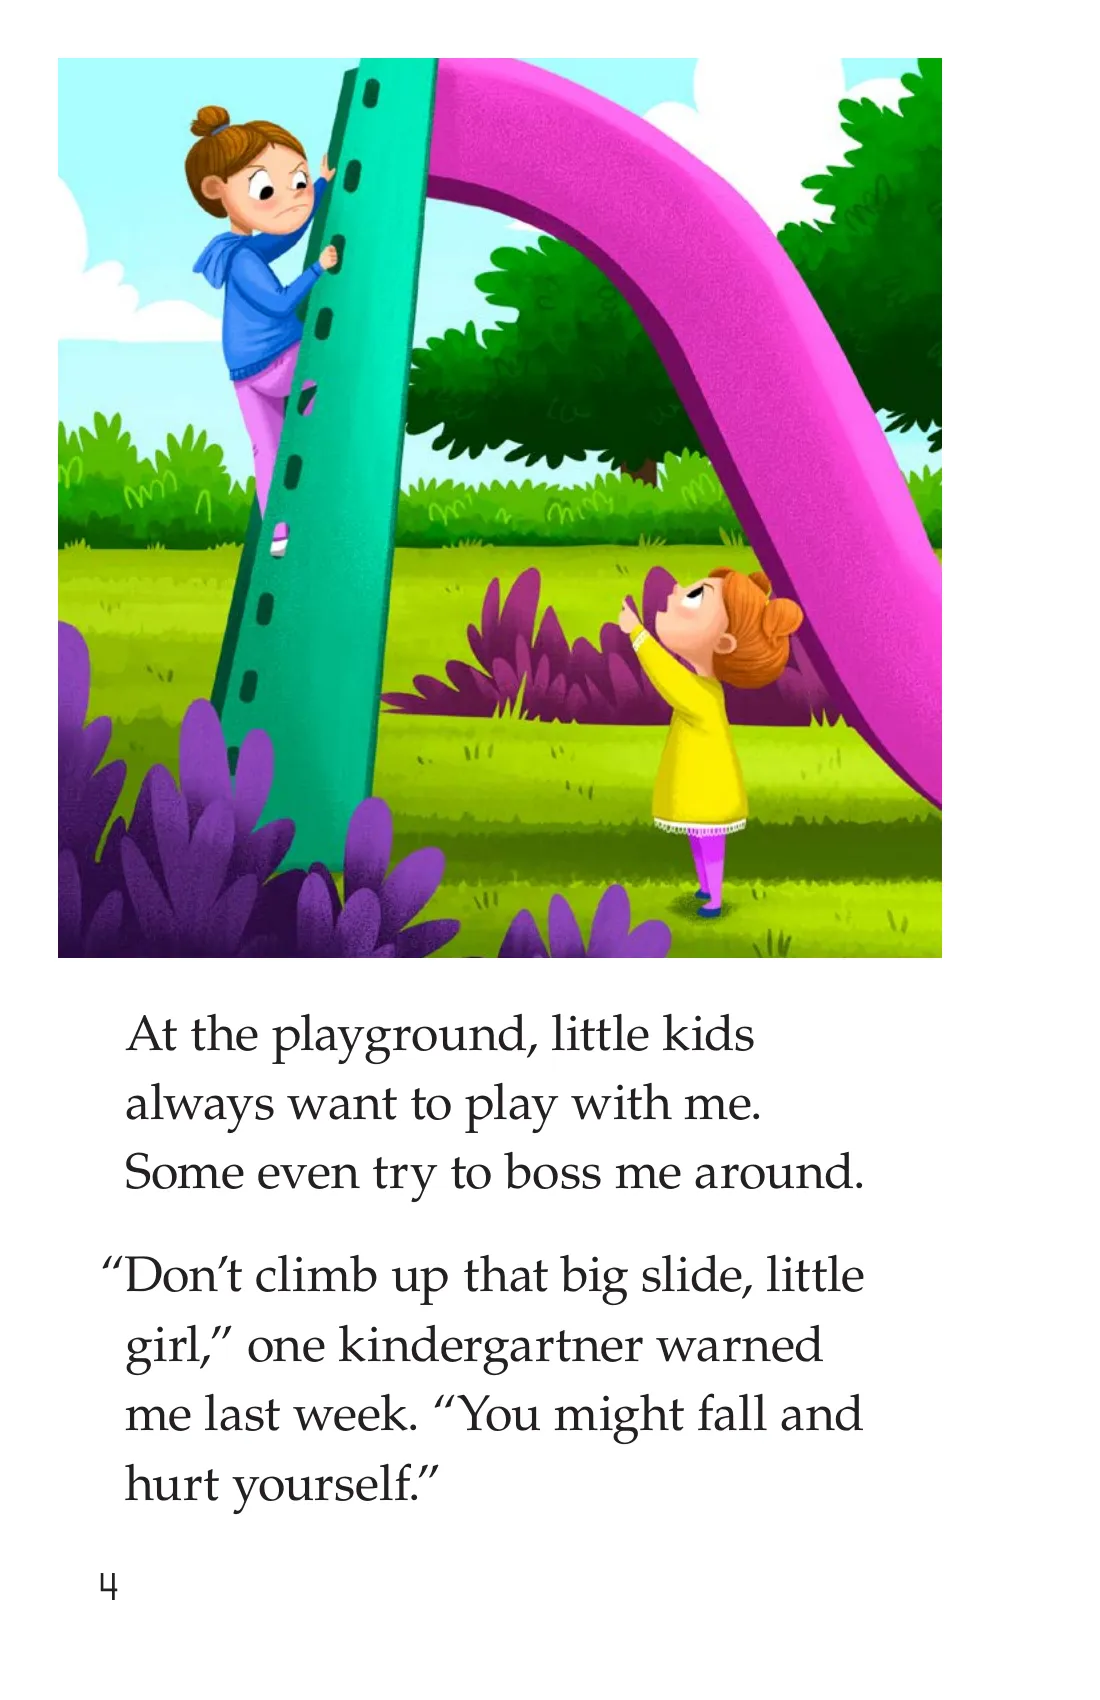 At the playground, little kids
always want to play with me.
Some even try to boss me around.
“Don’t climb up that big slide, little
girl,” one kindergartner warned
me last week. “You might fall and
hurt yourself.”
4